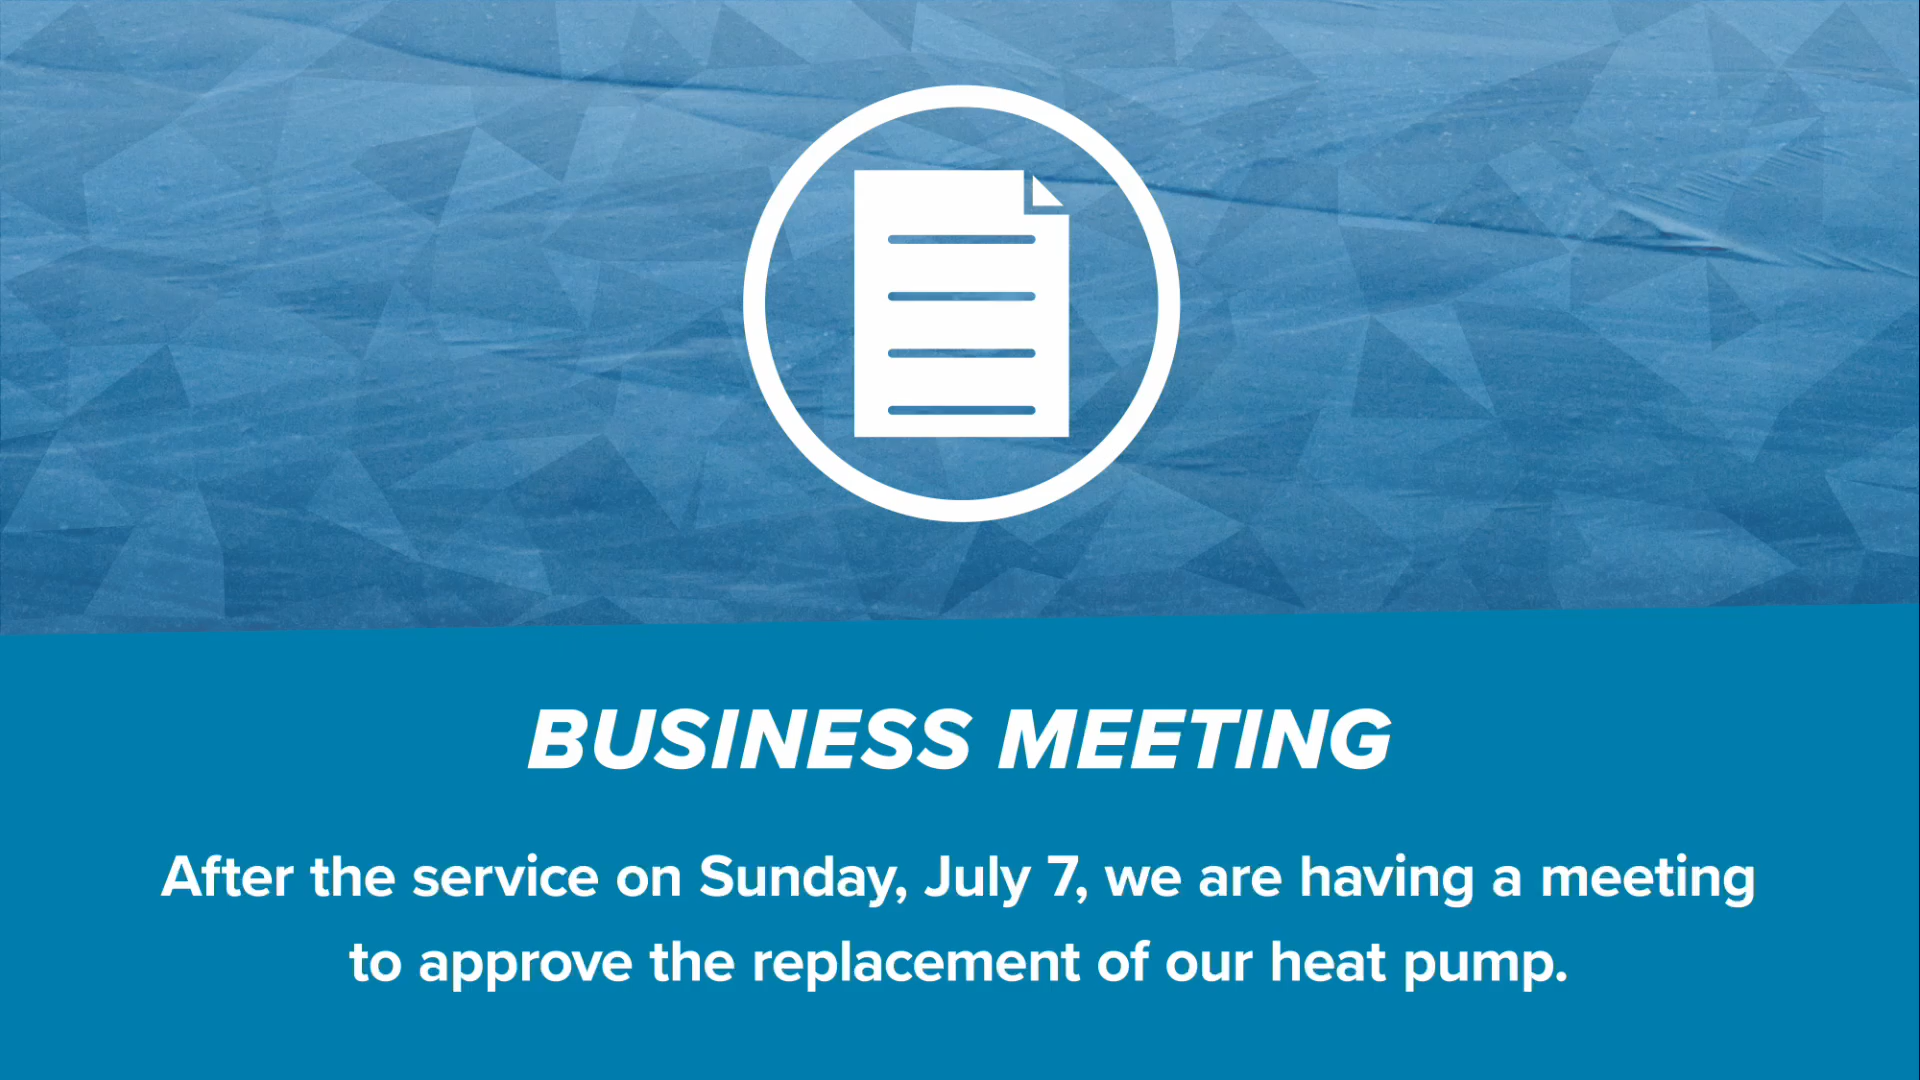 BUSINESS MEETING
After the service on Sunday, July 7, we are having a meeting
to approve the replacement of our heat pump.